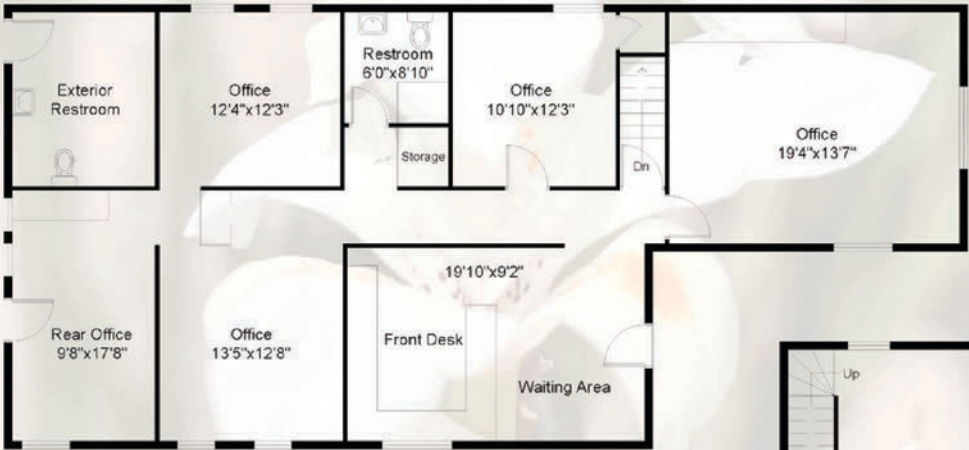 Exterior
Restroom
Office
12'4"x12'3"
Restroom
6'0"x8'10"
Storage
Office
10'10"x12'3"
Dn
Office
19'4"x13'7"
Rear Office
9'8"x17'8"
Office
13'5"x12'8"
19'10"x9'2"
Front Desk
Waiting Area
Up